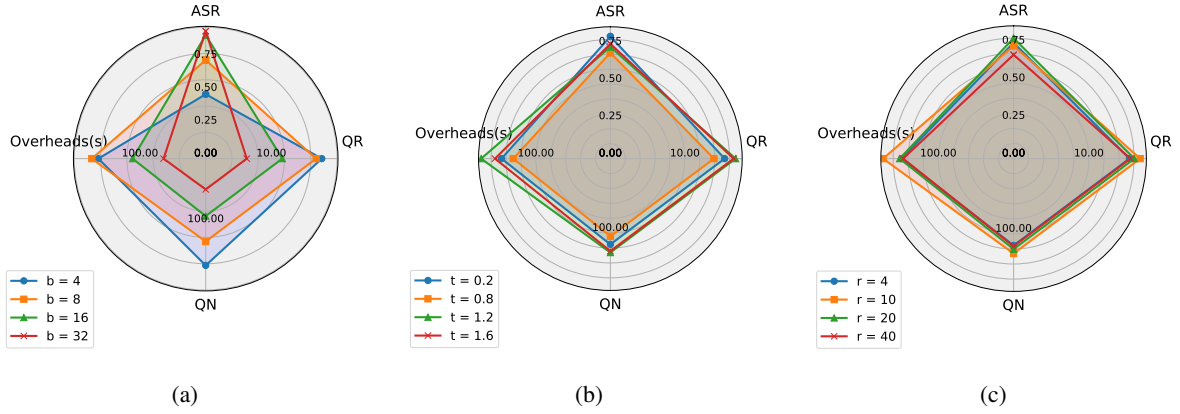 ASR
0.75
0.50
0.25
Overheads(s)
100.00
0.00
10.00
QR
100.00
QN
b = 4
b = 8
b = 16
b = 32
(a)
ASR
0.75
0.50
0.25
Overheads(s)
100.00
0.00
10.00
QR
100.00
QN
t = 0.2
t = 0.8
t = 1.2
t = 1.6
(b)
ASR
0.75
0.50
0.25
Overheads(s)
100.00
0.00
10.00
QR
100.00
QN
r = 4
r = 10
r = 20
r = 40
(c)